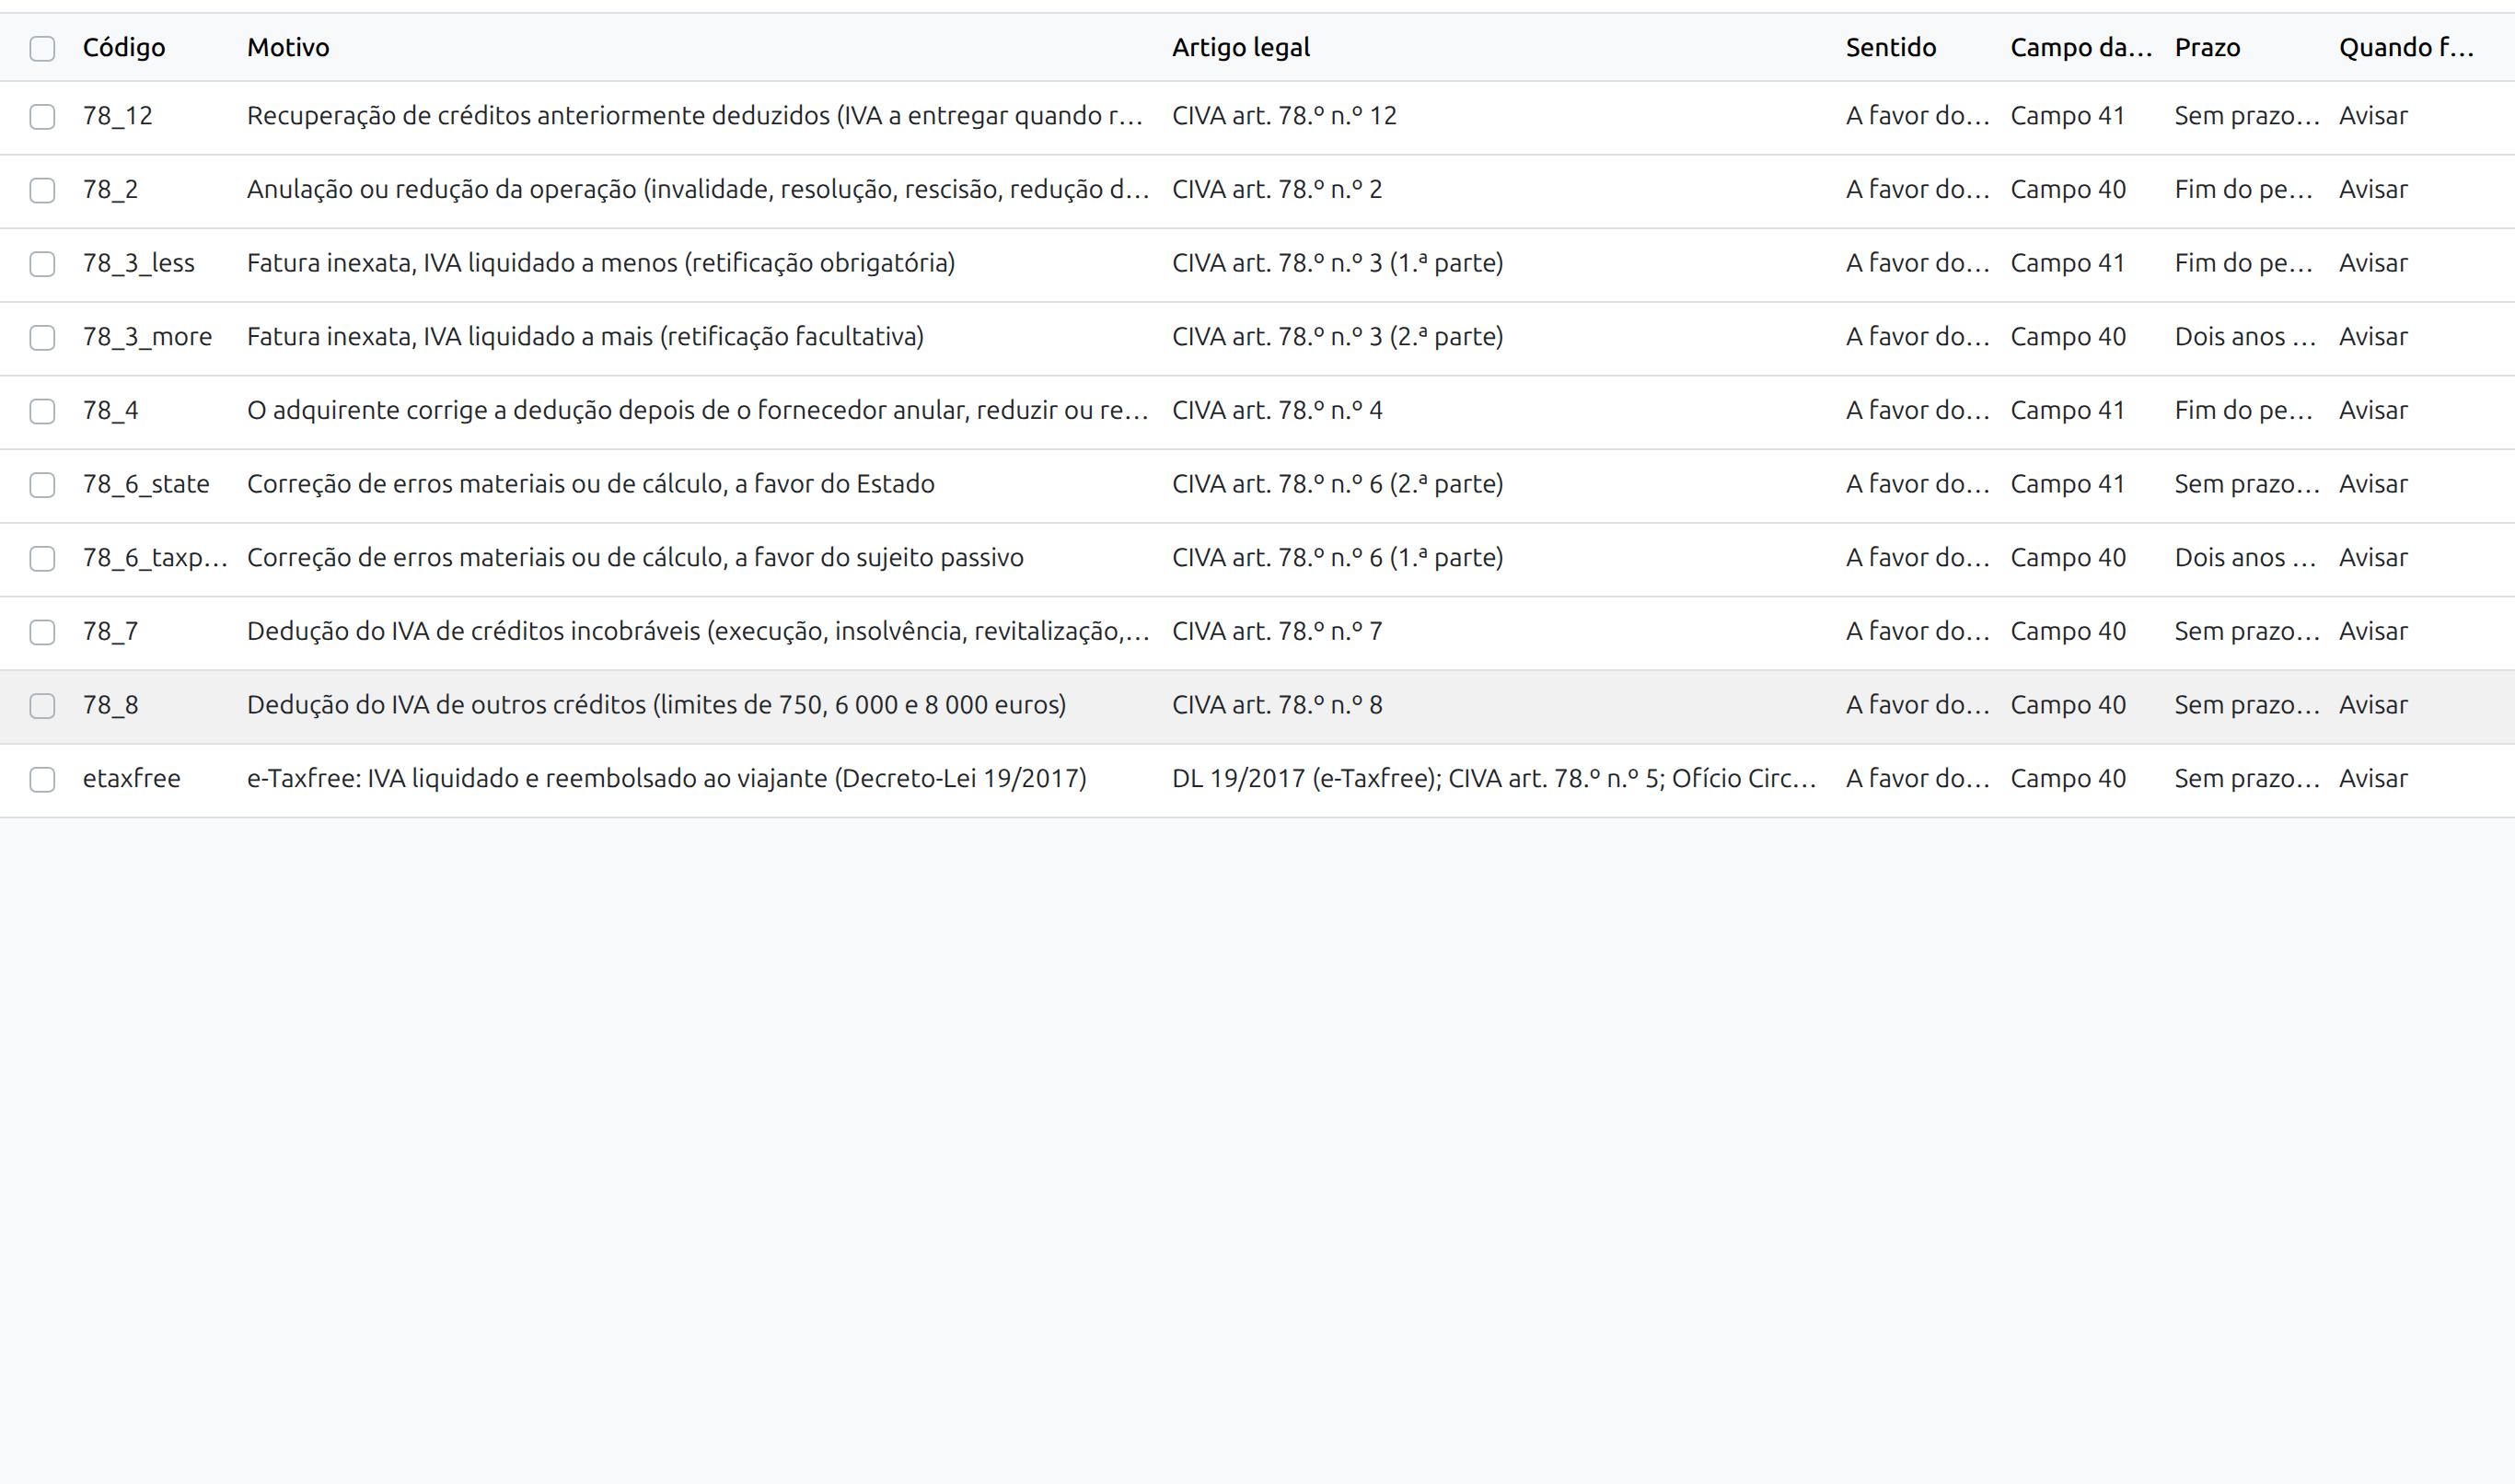 Código Motivo Artigo legal Sentido Campo da… Prazo Quando f…
78_12 Recuperação de créditos anteriormente deduzidos (IVA a entregar quando r… CIVA art. 78.º n.º 12 A favor do… Campo 41 Sem prazo… Avisar
78_2 Anulação ou redução da operação (invalidade, resolução, rescisão, redução d… CIVA art. 78.º n.º 2 A favor do… Campo 40 Fim do pe… Avisar
78_3_less Fatura inexata, IVA liquidado a menos (retificação obrigatória) CIVA art. 78.º n.º 3 (1.ª parte) A favor do… Campo 41 Fim do pe… Avisar
78_3_more Fatura inexata, IVA liquidado a mais (retificação facultativa) CIVA art. 78.º n.º 3 (2.ª parte) A favor do… Campo 40 Dois anos … Avisar
78_4 O adquirente corrige a dedução depois de o fornecedor anular, reduzir ou re… CIVA art. 78.º n.º 4 A favor do… Campo 41 Fim do pe… Avisar
78_6_state Correção de erros materiais ou de cálculo, a favor do Estado CIVA art. 78.º n.º 6 (2.ª parte) A favor do… Campo 41 Sem prazo… Avisar
78_6_taxp… Correção de erros materiais ou de cálculo, a favor do sujeito passivo CIVA art. 78.º n.º 6 (1.ª parte) A favor do… Campo 40 Dois anos … Avisar
78_7 Dedução do IVA de créditos incobráveis (execução, insolvência, revitalização,… CIVA art. 78.º n.º 7 A favor do… Campo 40 Sem prazo… Avisar
78_8 Dedução do IVA de outros créditos (limites de 750, 6 000 e 8 000 euros) CIVA art. 78.º n.º 8 A favor do… Campo 40 Sem prazo… Avisar
etaxfree e-Taxfree: IVA liquidado e reembolsado ao viajante (Decreto-Lei 19/2017) DL 19/2017 (e-Taxfree); CIVA art. 78.º n.º 5; Ofício Circ… A favor do… Campo 40 Sem prazo… Avisar